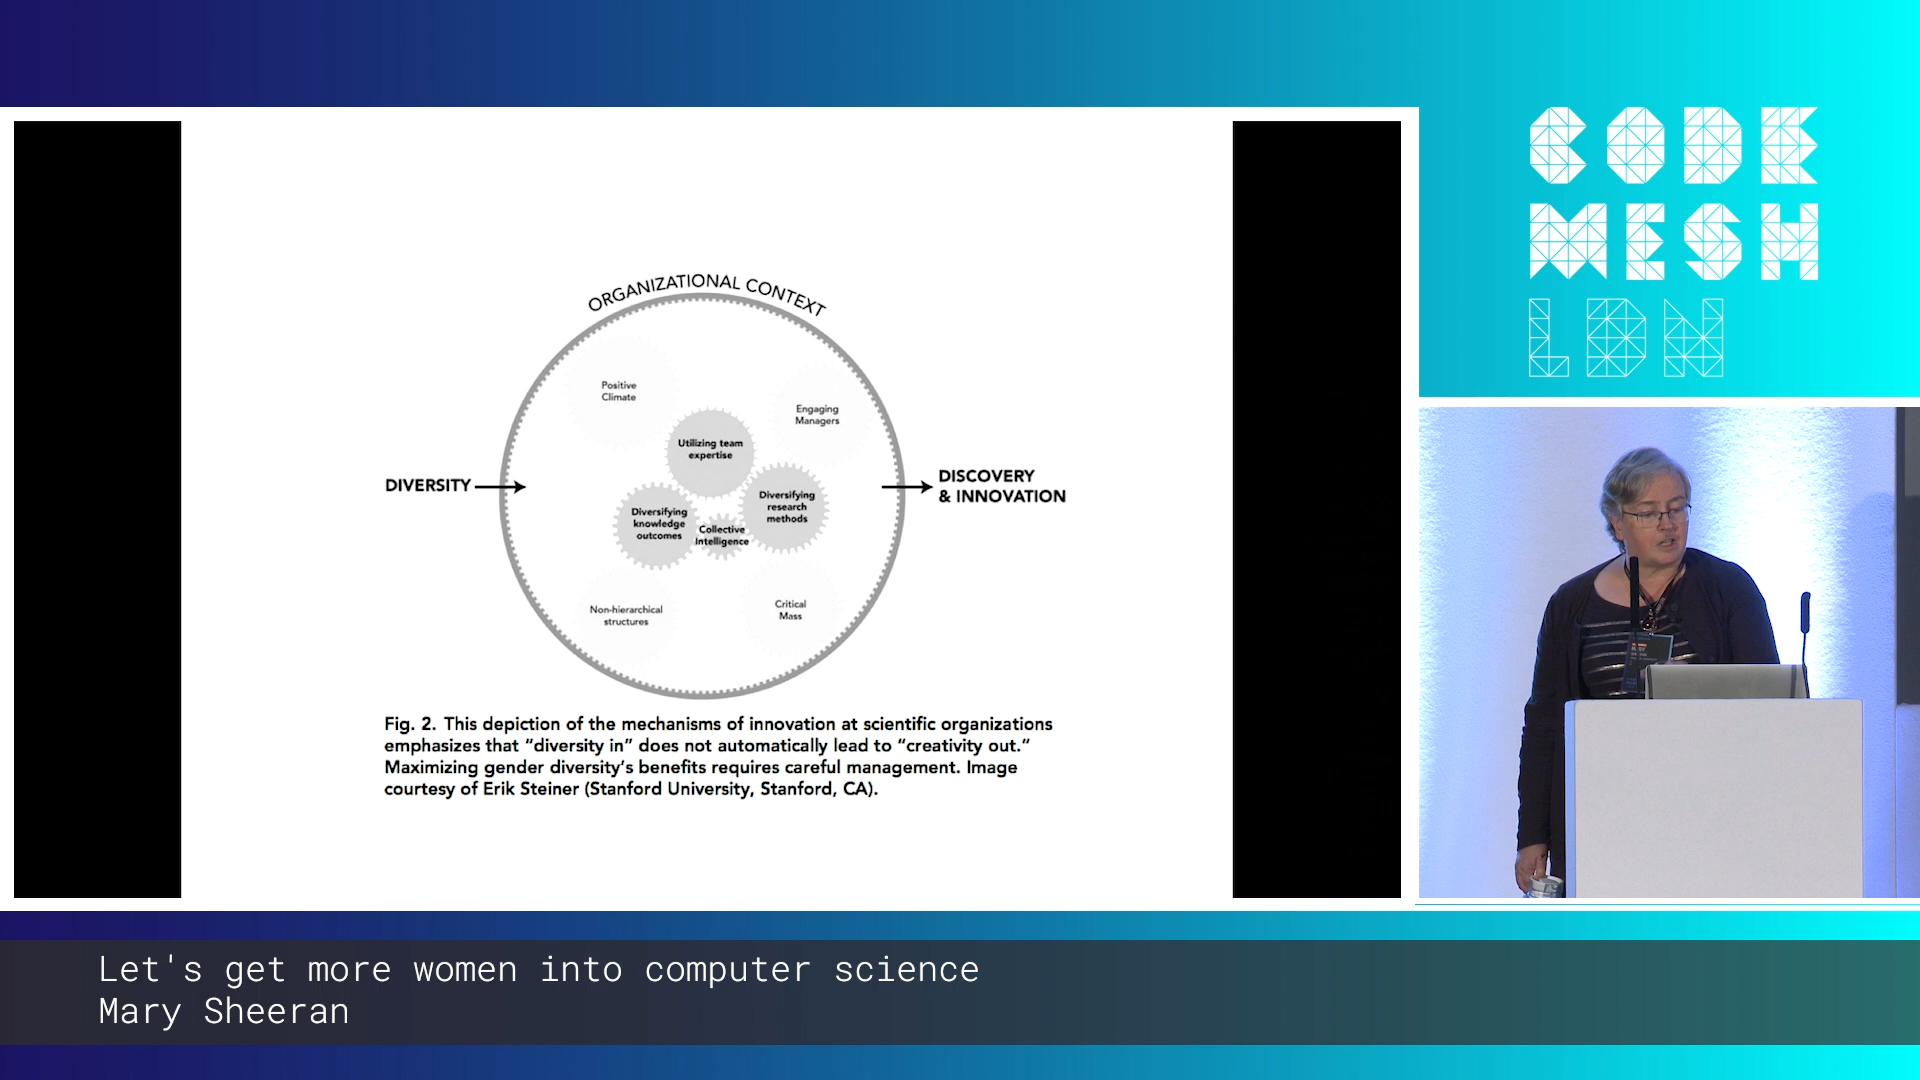 CODE
MESH
LDN
ORGANIZATIONAL CONTEXT
Positive
Climate
Engaging
Managers
Utilizing team
expertise
DIVERSITY
DISCOVERY
& INNOVATION
Diversifying
research
methods
Diversifying
knowledge
outcomes
Collective
Intelligence
Non-hierarchical
structures
Critical
Mass
Fig. 2. This depiction of the mechanisms of innovation at scientific organizations
emphasizes that “diversity in” does not automatically lead to “creativity out.”
Maximizing gender diversity’s benefits requires careful management. Image
courtesy of Erik Steiner (Stanford University, Stanford, CA).
Let's get more women into computer science
Mary Sheeran